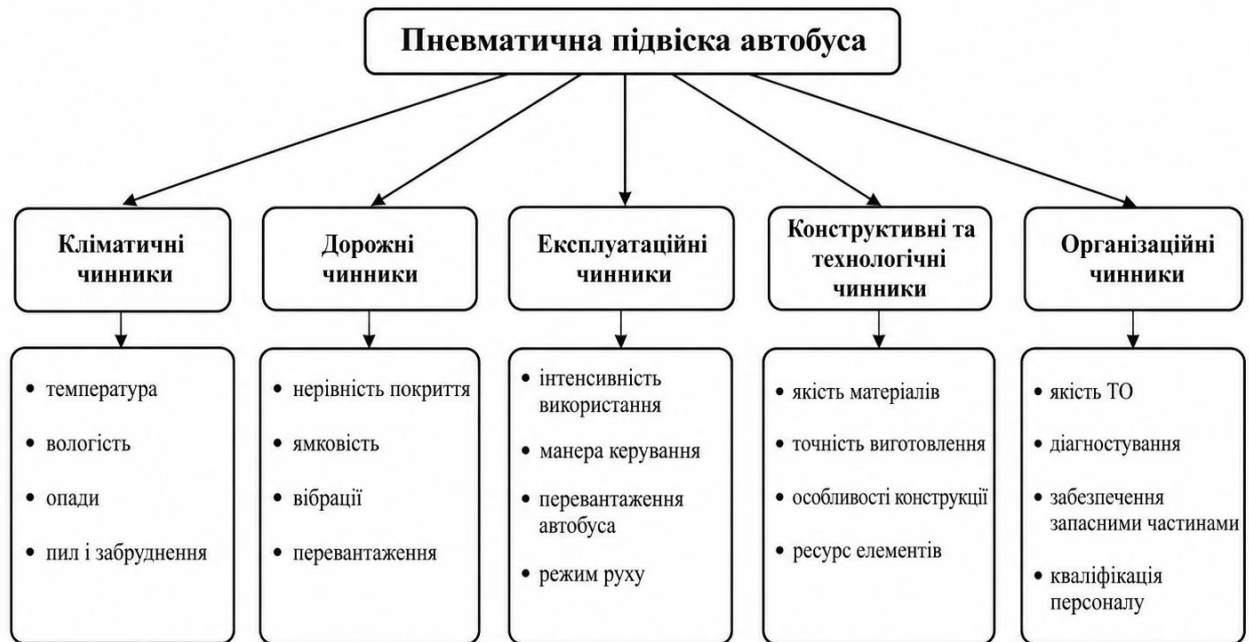 Пневматична підвіска автобуса
Кліматичні
чинники
Дорожні
чинники
Експлуатаційні
чинники
Конструктивні та
технологічні
чинники
Організаційні
чинники
• температура
• вологість
• опади
• пил і забруднення
• нерівність покриття
• ямковість
• вібрації
• перевантаження
• інтенсивність
використання
• манера керування
• перевантаження
автобуса
• режим руху
• якість матеріалів
• точність виготовлення
• особливості конструкції
• ресурс елементів
• якість ТО
• діагностування
• забезпечення
запасними частинами
• кваліфікація
персоналу